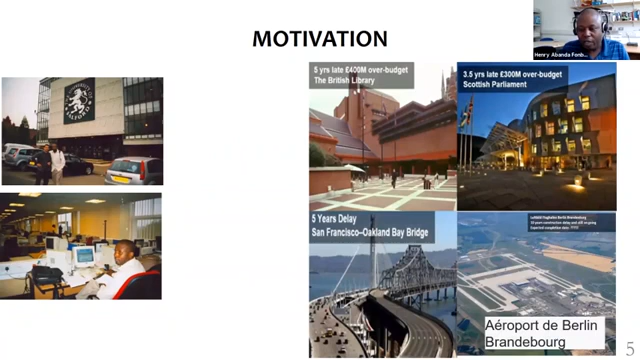 MOTIVATION
Henry Abanda Fonb...
5 yrs late £400M over-budget
The British Library
3.5 yrs late £300M over-budget
Scottish Parliament
5 Years Delay
San Francisco–Oakland Bay Bridge
Aéroport de Berlin
Brandebourg
5